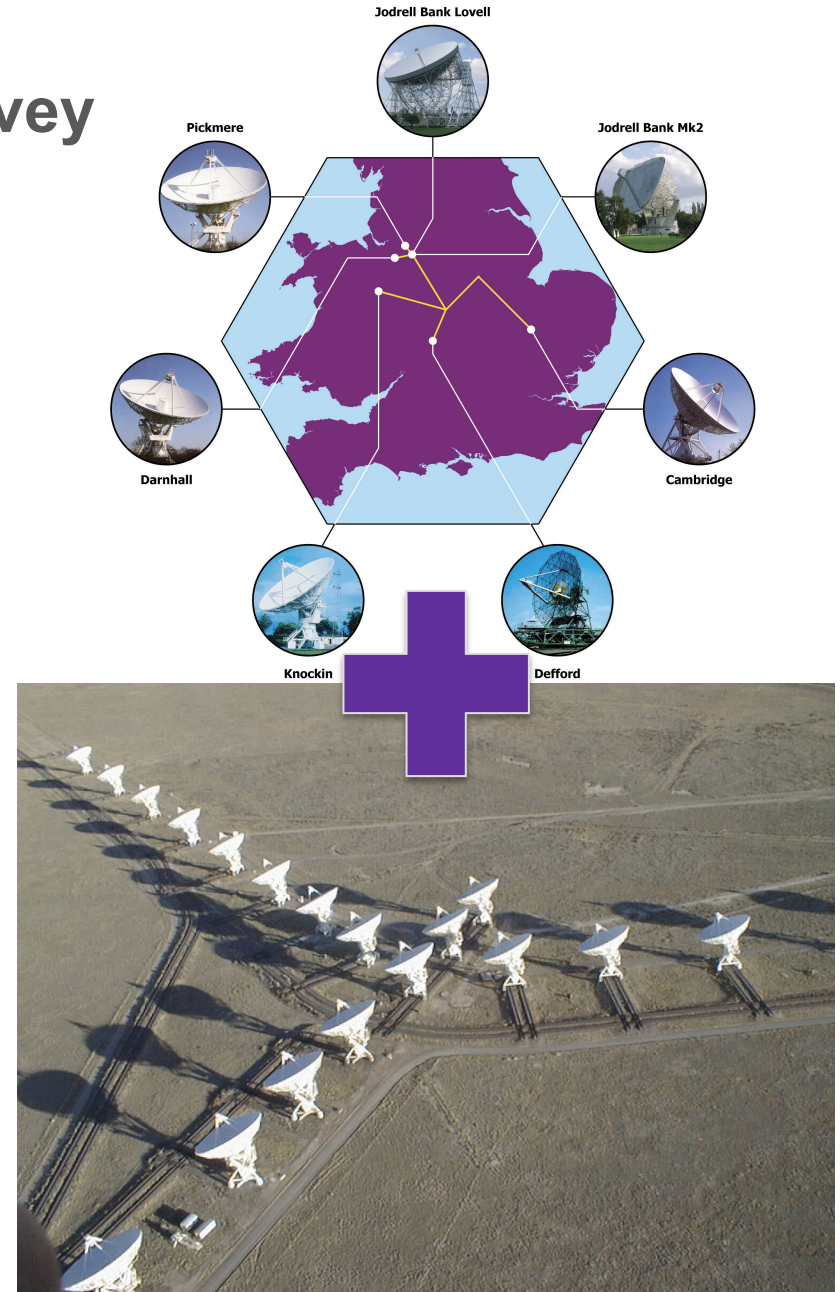 Jodrell Bank Lovell
vey
Pickmere
Jodrell Bank Mk2
Darnhall
Cambridge
Knockin
Defford